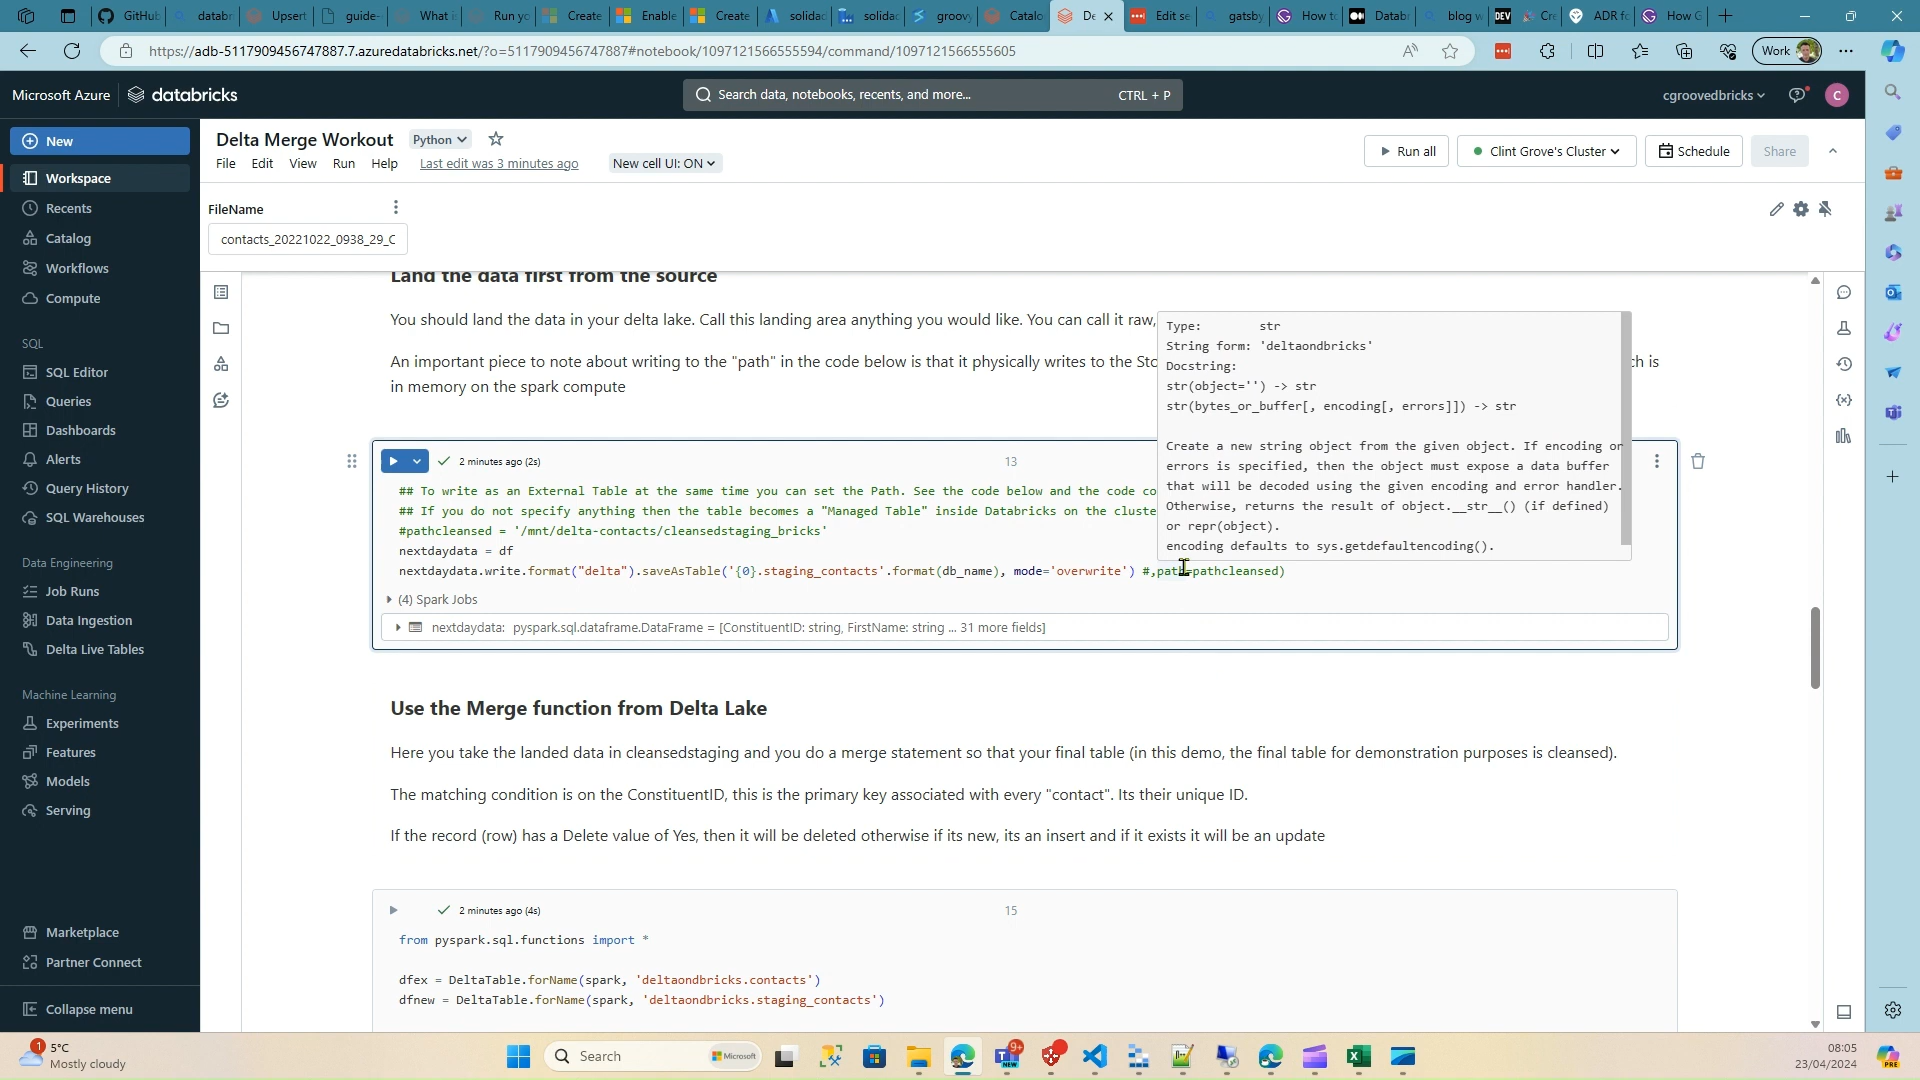 GitHub
databr
Upsert
guide-
What i
Run yo
Create
Enable
Create
solidac
solidac
groovy
Catalo
De
Edit se
gatsby
How to
Datab
blog w
Cre
ADR fo
How G
https://adb-5117909456747887.7.azuredatabricks.net/?o=5117909456747887#notebook/1097121566555594/command/1097121566555605
Work
Microsoft Azure
databricks
Search data, notebooks, recents, and more...
CTRL + P
cgroovedbricks
C
New
Workspace
Recents
Catalog
Workflows
Compute
SQL
SQL Editor
Queries
Dashboards
Alerts
Query History
SQL Warehouses
Data Engineering
Job Runs
Data Ingestion
Delta Live Tables
Machine Learning
Experiments
Features
Models
Serving
Marketplace
Partner Connect
Collapse menu
Delta Merge Workout
Python
File Edit View Run Help
Last edit was 3 minutes ago
New cell UI: ON
Run all
Clint Grove's Cluster
Schedule
Share
FileName
contacts_20221022_0938_29_C
Land the data first from the source
You should land the data in your delta lake. Call this landing area anything you would like. You can call it raw,
An important piece to note about writing to the "path" in the code below is that it physically writes to the Sto
ch is
in memory on the spark compute
Type: str
String form: 'deltaondbricks'
Docstring:
str(object='') -> str
str(bytes_or_buffer[, encoding[, errors]]) -> str
Create a new string object from the given object. If encoding or
errors is specified, then the object must expose a data buffer
that will be decoded using the given encoding and error handler.
Otherwise, returns the result of object.__str__() (if defined)
or repr(object).
encoding defaults to sys.getdefaultencoding().
2 minutes ago (2s)
13
## To write as an External Table at the same time you can set the Path. See the code below and the code co
## If you do not specify anything then the table becomes a "Managed Table" inside Databricks on the cluste
#pathcleansed = '/mnt/delta-contacts/cleansedstaging_bricks'
nextdaydata = df
nextdaydata.write.format("delta").saveAsTable('{0}.staging_contacts'.format(db_name), mode='overwrite') #,path=pathcleansed)
(4) Spark Jobs
nextdaydata: pyspark.sql.dataframe.DataFrame = [ConstituentID: string, FirstName: string ... 31 more fields]
Use the Merge function from Delta Lake
Here you take the landed data in cleansedstaging and you do a merge statement so that your final table (in this demo, the final table for demonstration purposes is cleansed).
The matching condition is on the ConstituentID, this is the primary key associated with every "contact". Its their unique ID.
If the record (row) has a Delete value of Yes, then it will be deleted otherwise if its new, its an insert and if it exists it will be an update
2 minutes ago (4s)
15
from pyspark.sql.functions import *
dfex = DeltaTable.forName(spark, 'deltaondbricks.contacts')
dfnew = DeltaTable.forName(spark, 'deltaondbricks.staging_contacts')
1
5°C
Mostly cloudy
Search
Microsoft
9+
NEW
08:05
23/04/2024
PRE